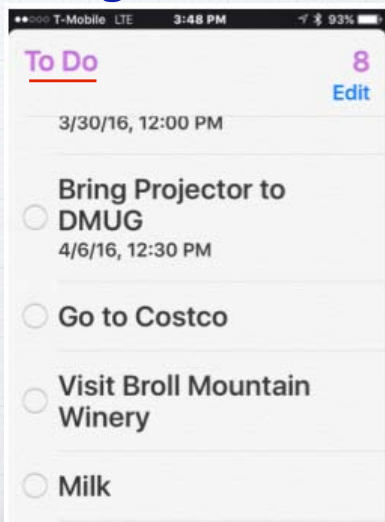 T-Mobile LTE 3:48 PM 93%
To Do 8
Edit
3/30/16, 12:00 PM
Bring Projector to
DMUG
4/6/16, 12:30 PM
Go to Costco
Visit Broll Mountain
Winery
Milk